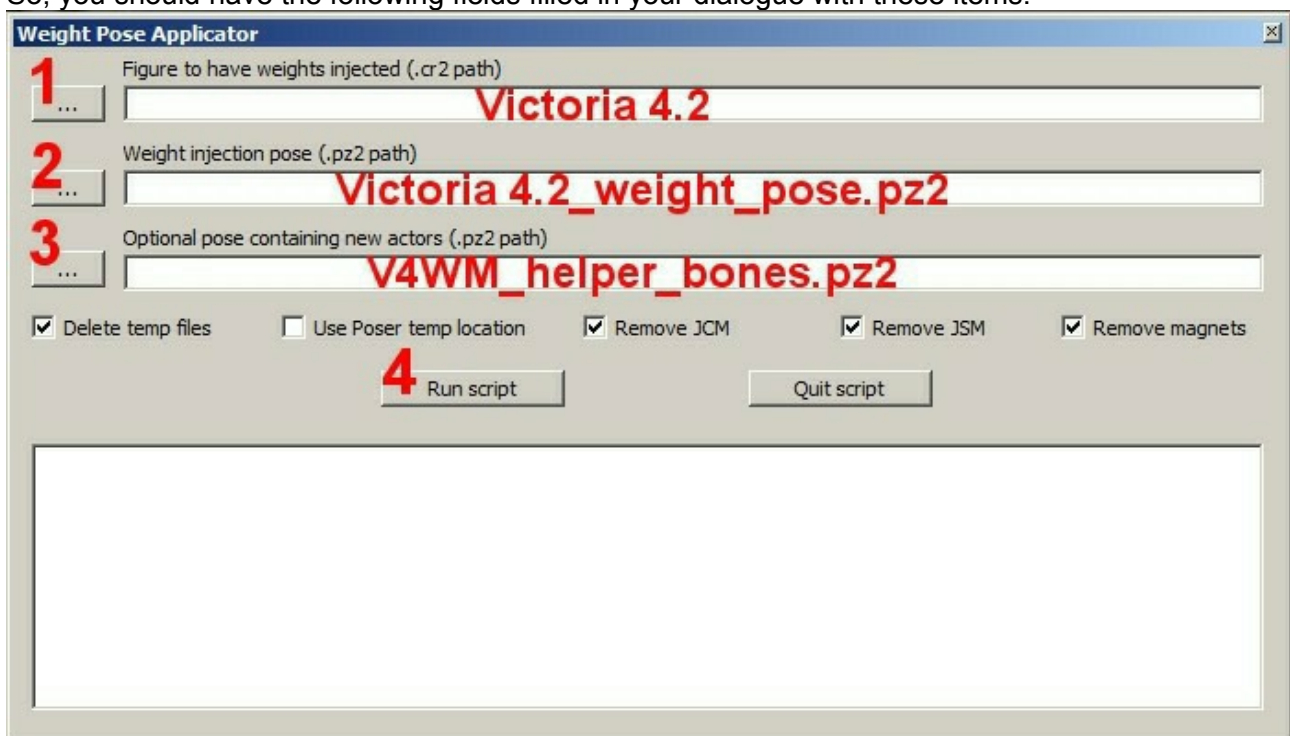 So, you should have the following fields filled in your dialogue with these items:
Weight Pose Applicator
1
Figure to have weights injected (.cr2 path)
...
Victoria 4.2
2
Weight injection pose (.pz2 path)
...
Victoria 4.2_weight_pose.pz2
3
Optional pose containing new actors (.pz2 path)
...
V4WM_helper_bones.pz2
Delete temp files Use Poser temp location Remove JCM Remove JSM Remove magnets
4 Run script Quit script